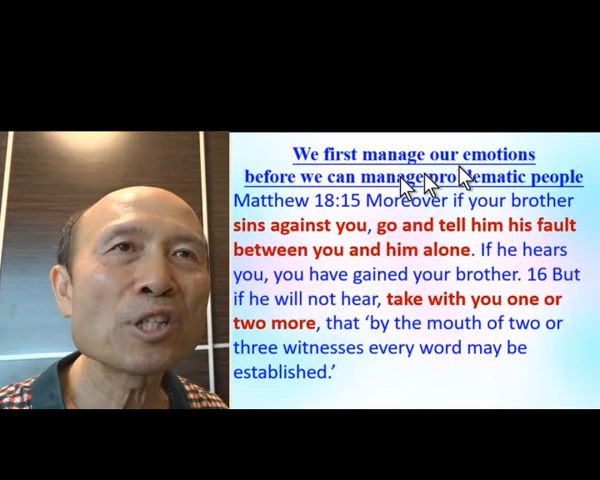 We first manage our emotions
before we can manage problematic people
Matthew 18:15 Moreover if your brother
sins against you, go and tell him his fault
between you and him alone. If he hears
you, you have gained your brother. 16 But
if he will not hear, take with you one or
two more, that ‘by the mouth of two or
three witnesses every word may be
established.’